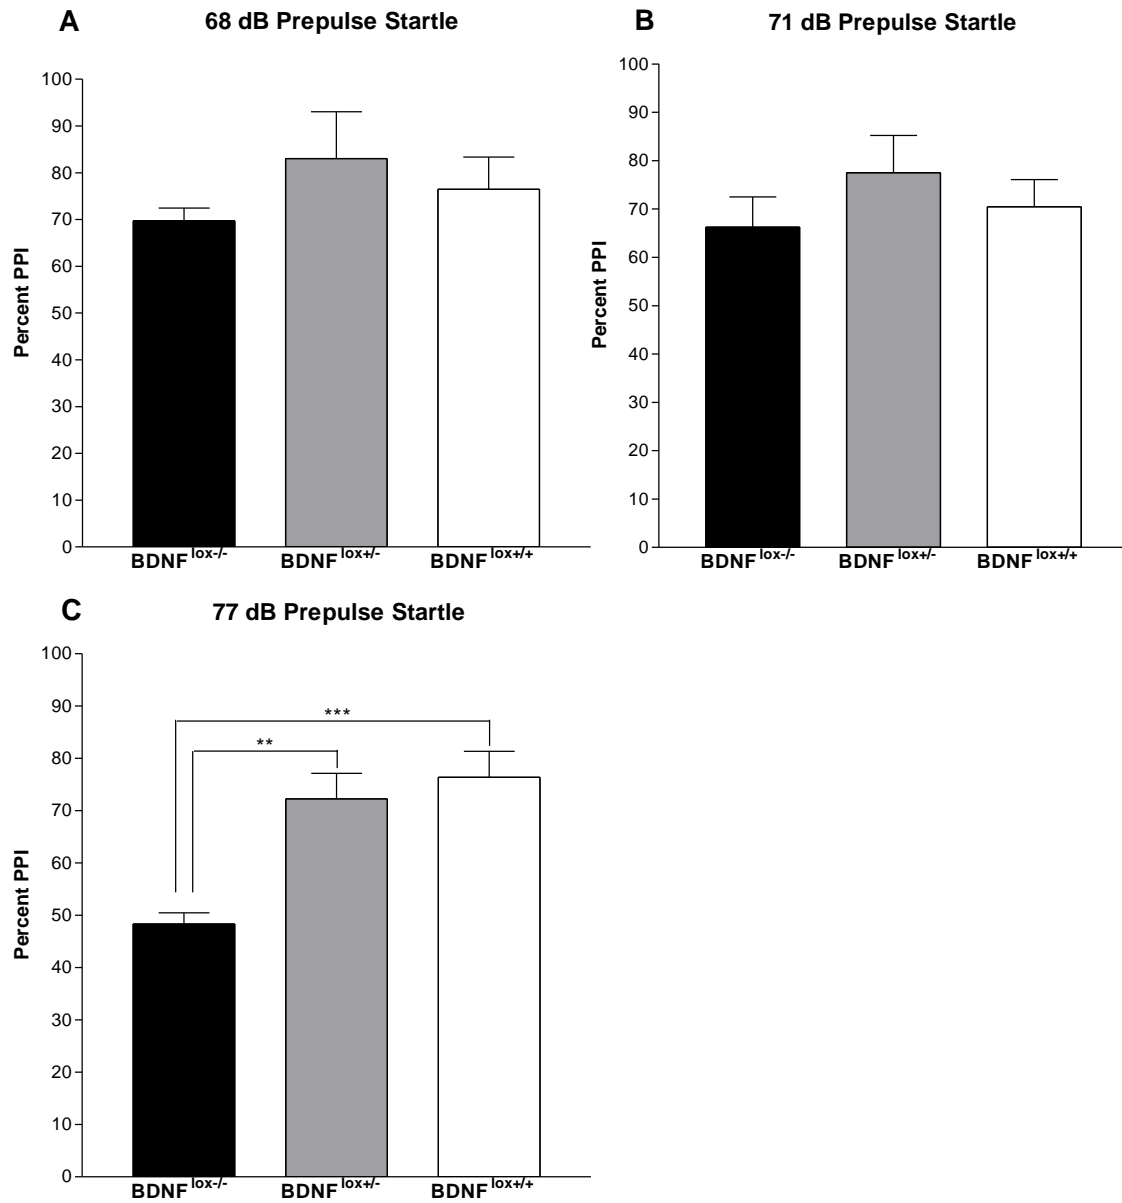 A
68 dB Prepulse Startle
100
90
80
70
60
50
40
30
20
10
0
Percent PPI
BDNF lox-/-
BDNF lox+/-
BDNF lox+/+
B
71 dB Prepulse Startle
100
90
80
70
60
50
40
30
20
10
0
Percent PPI
BDNF lox-/-
BDNF lox+/-
BDNF lox+/+
C
77 dB Prepulse Startle
100
90
80
70
60
50
40
30
20
10
0
Percent PPI
***
**
BDNF lox-/-
BDNF lox+/-
BDNF lox+/+